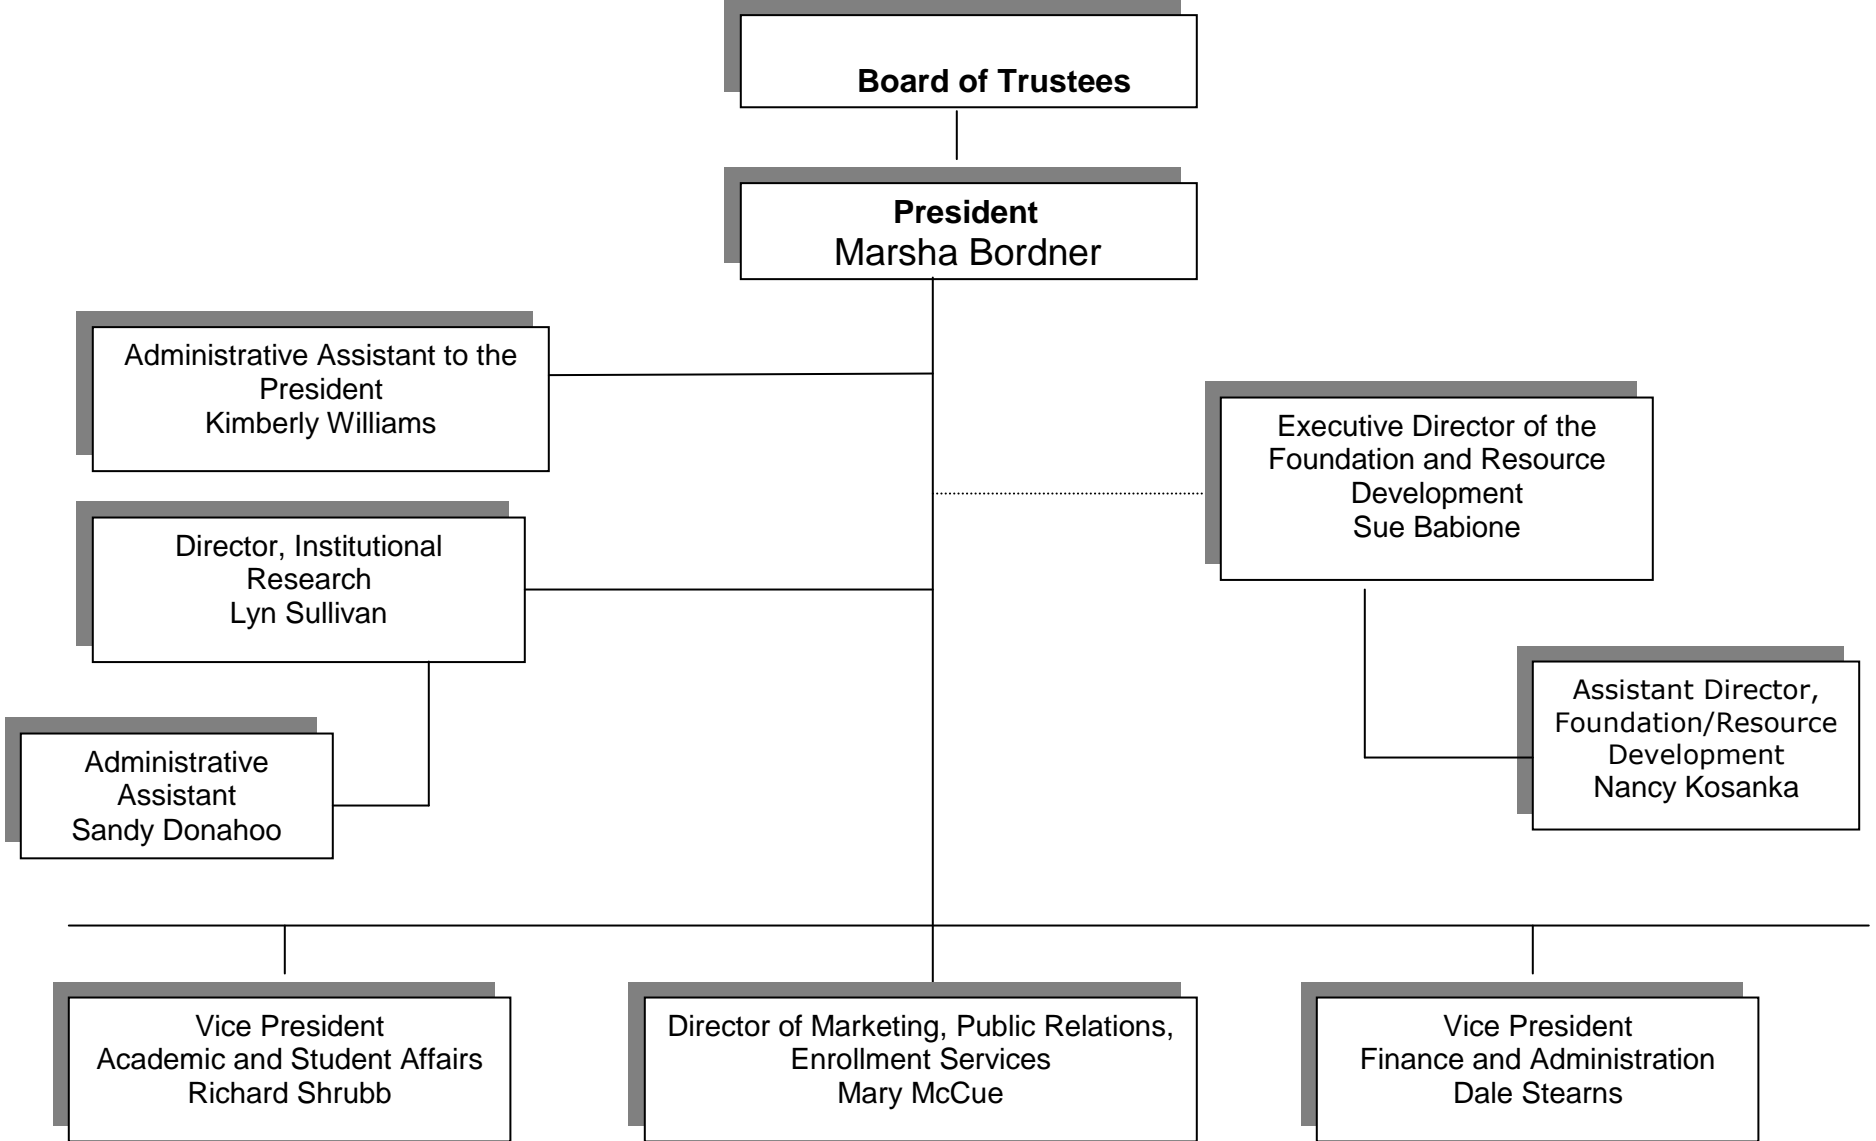 Board of Trustees
President
Marsha Bordner
Administrative Assistant to the
President
Kimberly Williams
Executive Director of the
Foundation and Resource
Development
Sue Babione
Director, Institutional
Research
Lyn Sullivan
Assistant Director,
Foundation/Resource
Development
Nancy Kosanka
Administrative
Assistant
Sandy Donahoo
Vice President
Academic and Student Affairs
Richard Shrubb
Director of Marketing, Public Relations,
Enrollment Services
Mary McCue
Vice President
Finance and Administration
Dale Stearns